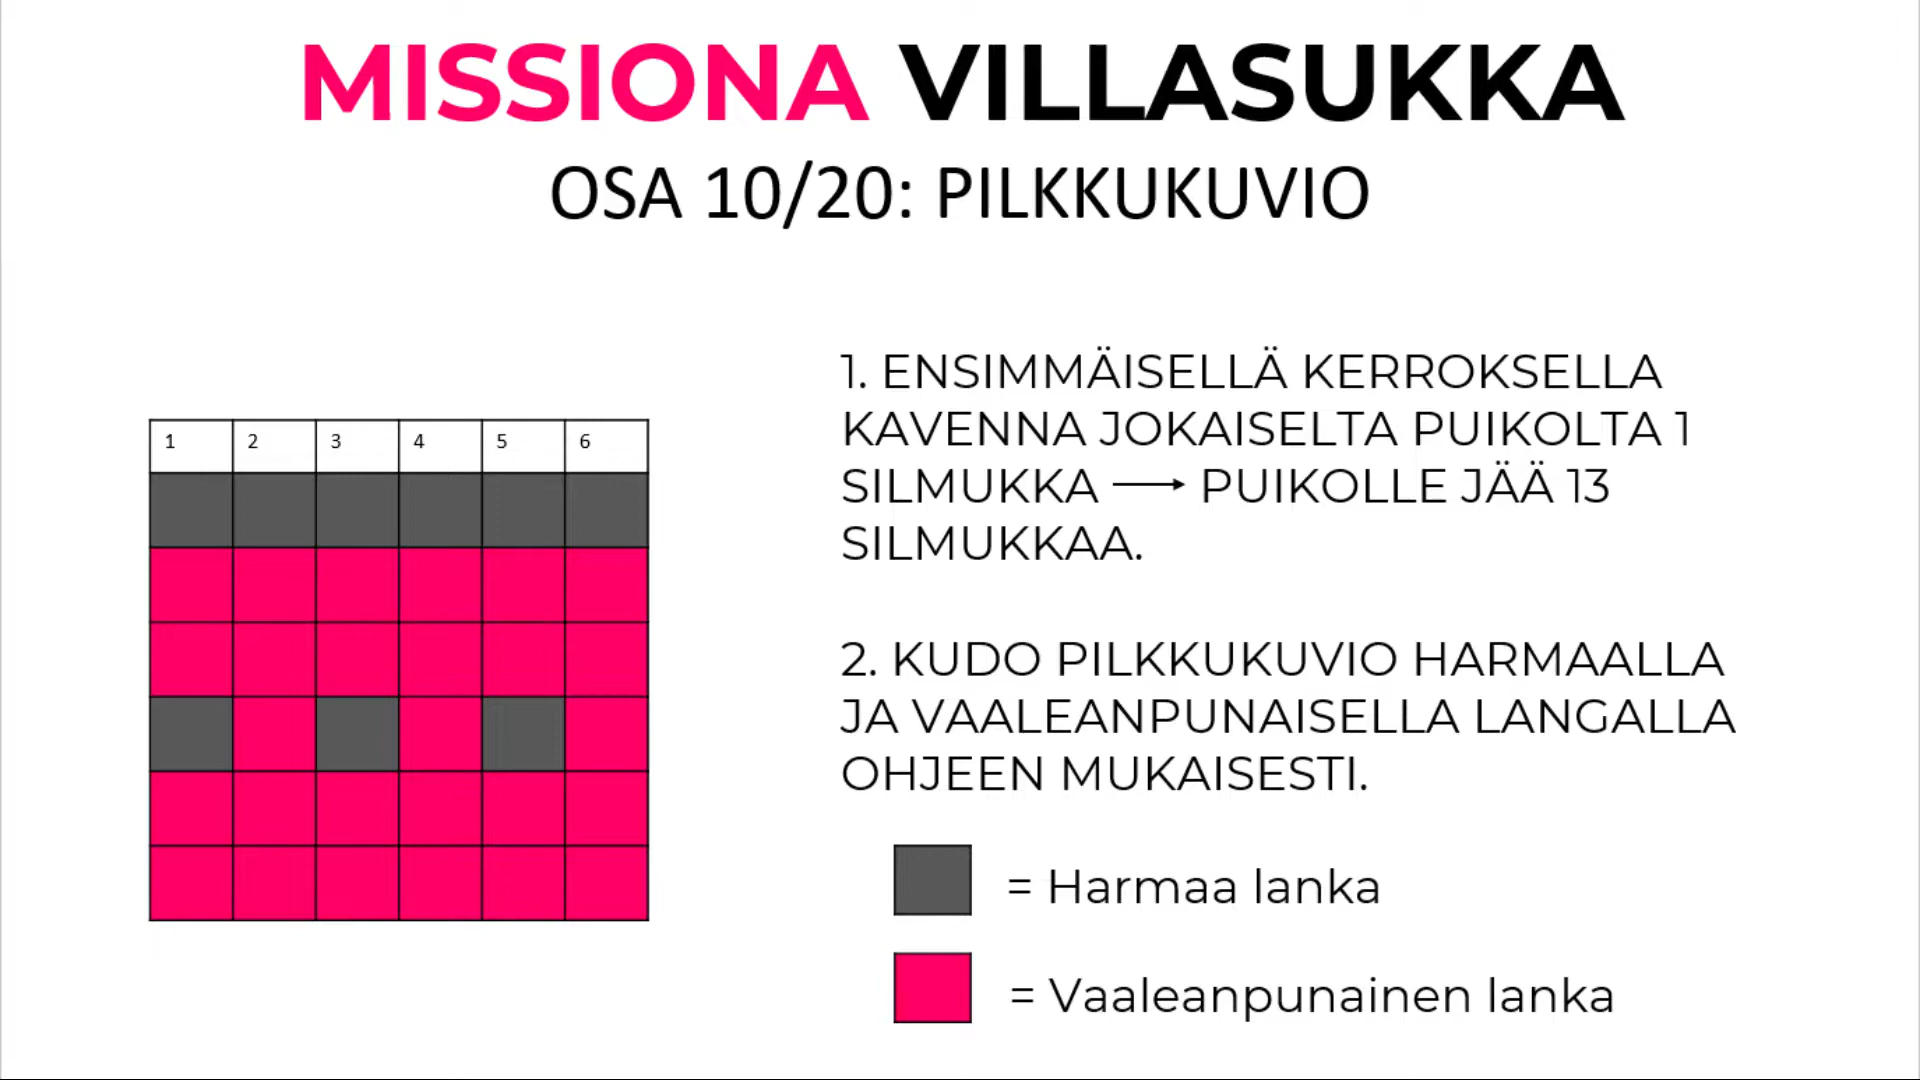 MISSIONA VILLASUKKA
OSA 10/20: PILKKUKUVIO
1 2 3 4 5 6
1. ENSIMMÄISELLÄ KERROKSELLA
KAVENNA JOKAISELTA PUIKOLTA 1
SILMUKKA → PUIKOLLE JÄÄ 13
SILMUKKAA.
2. KUDO PILKKUKUVIO HARMAALLA
JA VAALEANPUNAISELLA LANGALLA
OHJEEN MUKAISESTI.
= Harmaa lanka
= Vaaleanpunainen lanka